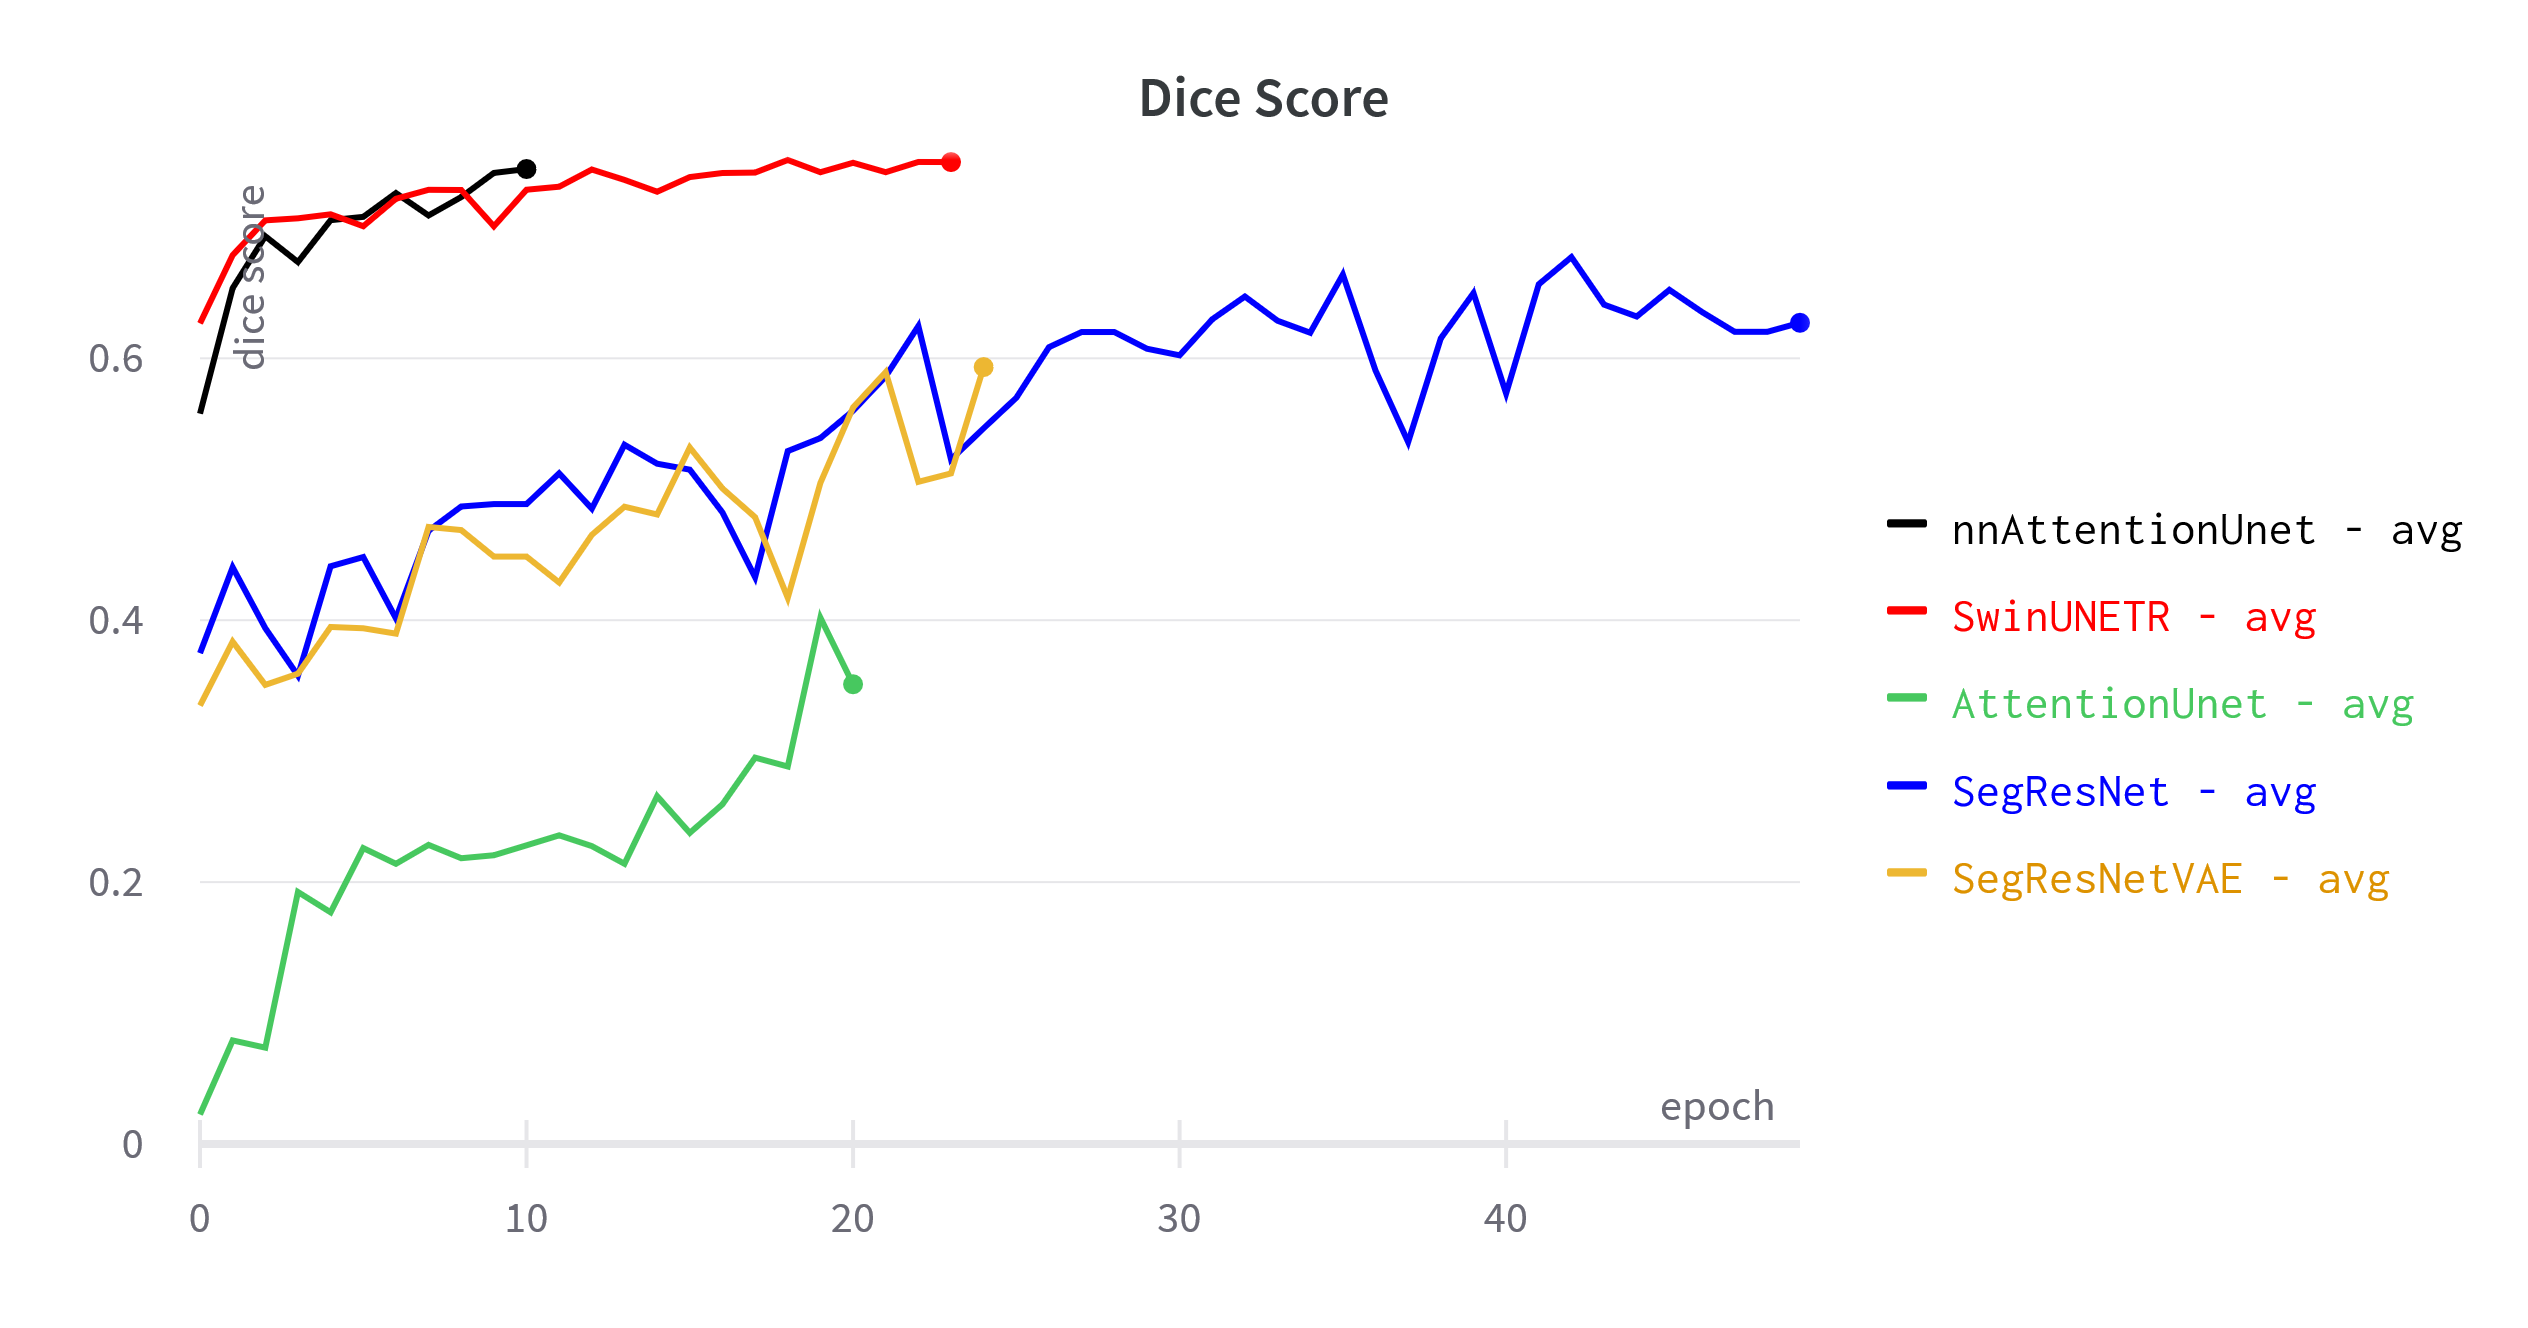 Dice Score
dice score
0.6
0.4
0.2
0
0
10
20
30
40
epoch
nnAttentionUnet - avg
SwinUNETR - avg
AttentionUnet - avg
SegResNet - avg
SegResNetVAE - avg